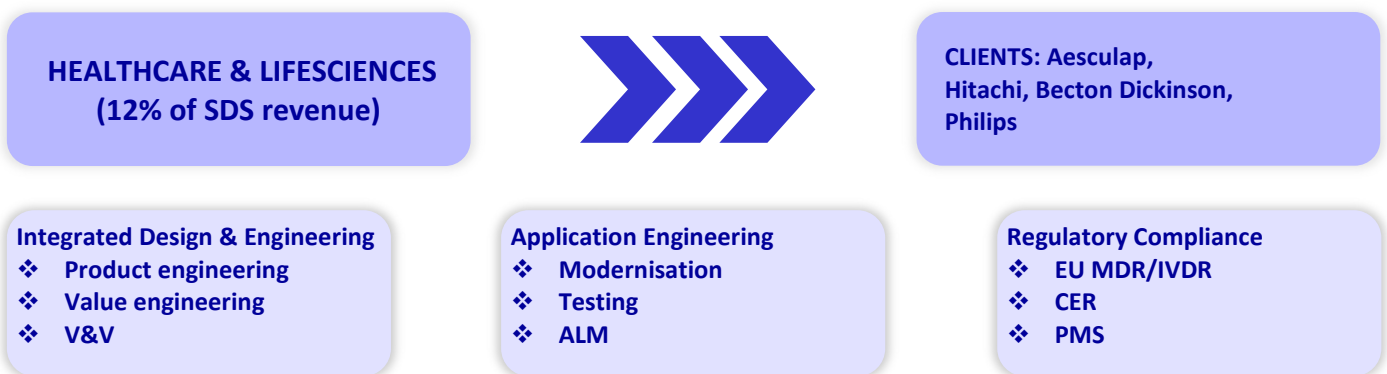 HEALTHCARE & LIFESCIENCES
(12% of SDS revenue)
CLIENTS: Aesculap,
Hitachi, Becton Dickinson,
Philips
Integrated Design & Engineering
❖ Product engineering
❖ Value engineering
❖ V&V
Application Engineering
❖ Modernisation
❖ Testing
❖ ALM
Regulatory Compliance
❖ EU MDR/IVDR
❖ CER
❖ PMS